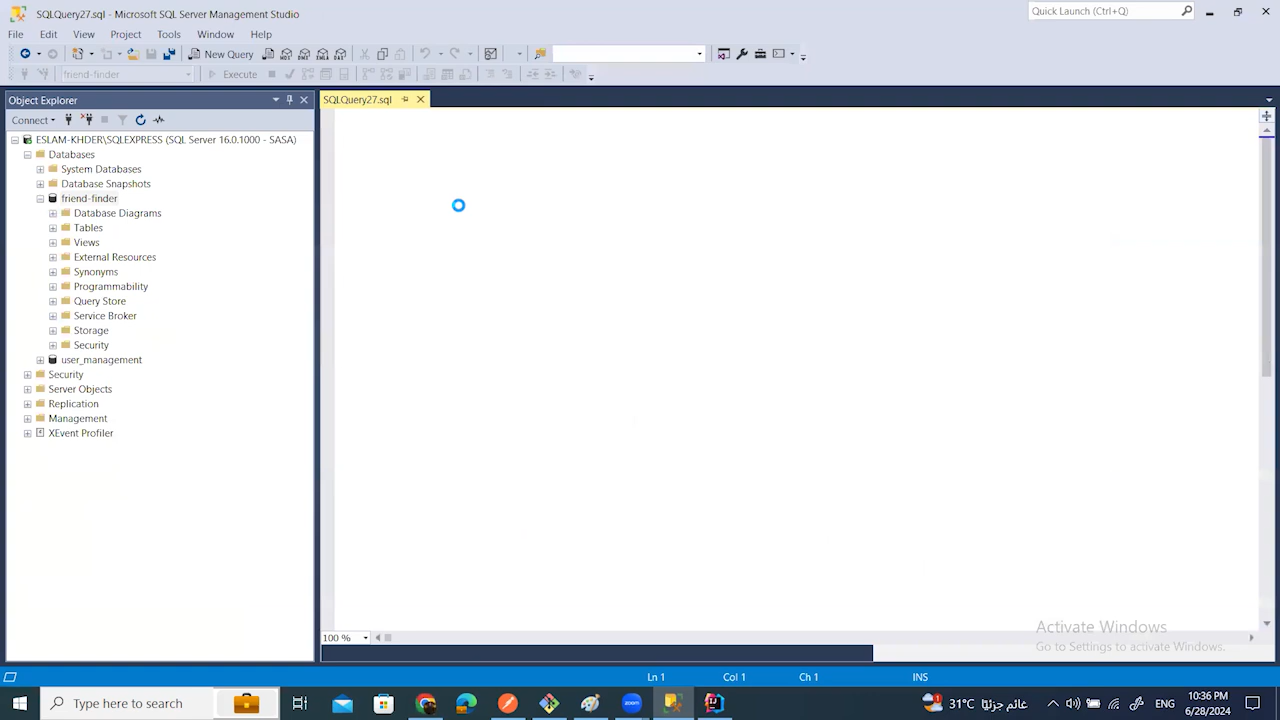 SQLQuery27.sql - Microsoft SQL Server Management Studio
Quick Launch (Ctrl+Q)
File Edit View Project Tools Window Help
New Query
friend-finder Execute
Object Explorer
SQLQuery27.sql
Connect
ESLAM-KHDER\SQLEXPRESS (SQL Server 16.0.1000 - SASA)
Databases
System Databases
Database Snapshots
friend-finder
Database Diagrams
Tables
Views
External Resources
Synonyms
Programmability
Query Store
Service Broker
Storage
Security
user_management
Security
Server Objects
Replication
Management
XEvent Profiler
100 %
Activate Windows
Go to Settings to activate Windows.
Ln 1 Col 1 Ch 1 INS
Type here to search
zoom
31°C غائم جزئيًا
ENG
10:36 PM
6/28/2024